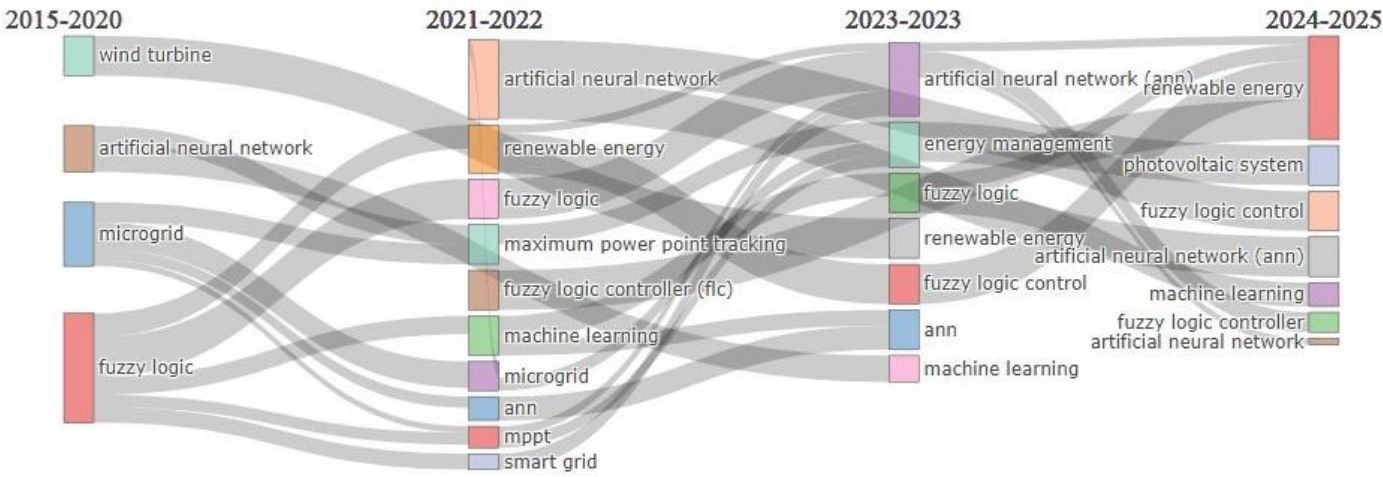 2015-2020
2021-2022
2023-2023
2024-2025
wind turbine
artificial neural network
microgrid
fuzzy logic
artificial neural network
renewable energy
fuzzy logic
maximum power point tracking
fuzzy logic controller (flc)
machine learning
microgrid
ann
mppt
smart grid
artificial neural network (ann)
energy management
fuzzy logic
renewable energy
fuzzy logic control
ann
machine learning
renewable energy
photovoltaic system
fuzzy logic control
artificial neural network (ann)
machine learning
fuzzy logic controller
artificial neural network